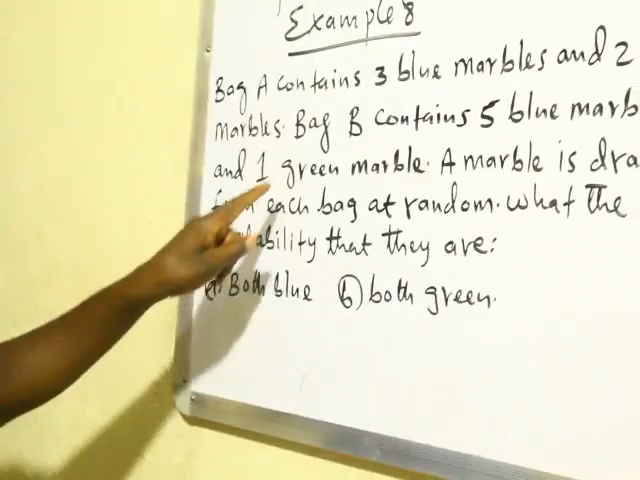 Example 8
Bag A contains 3 blue marbles and 2
marbles. Bag B contains 5 blue marb
and 1 green marble. A marble is dra
each bag at random. what the
ability that they are:
(a) Both blue (b) both green.